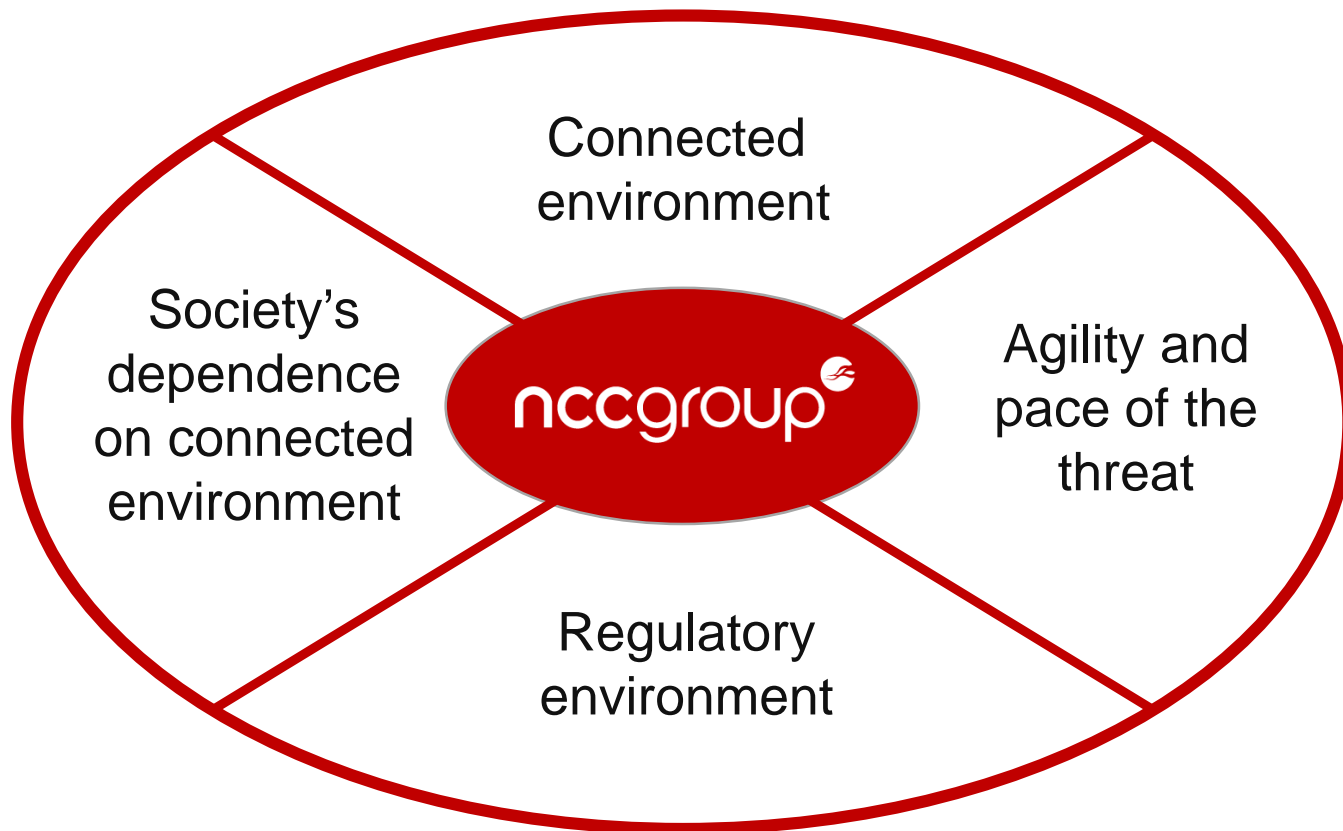 Connected
environment
Society’s
dependence
on connected
environment
nccgroup
Agility and
pace of the
threat
Regulatory
environment